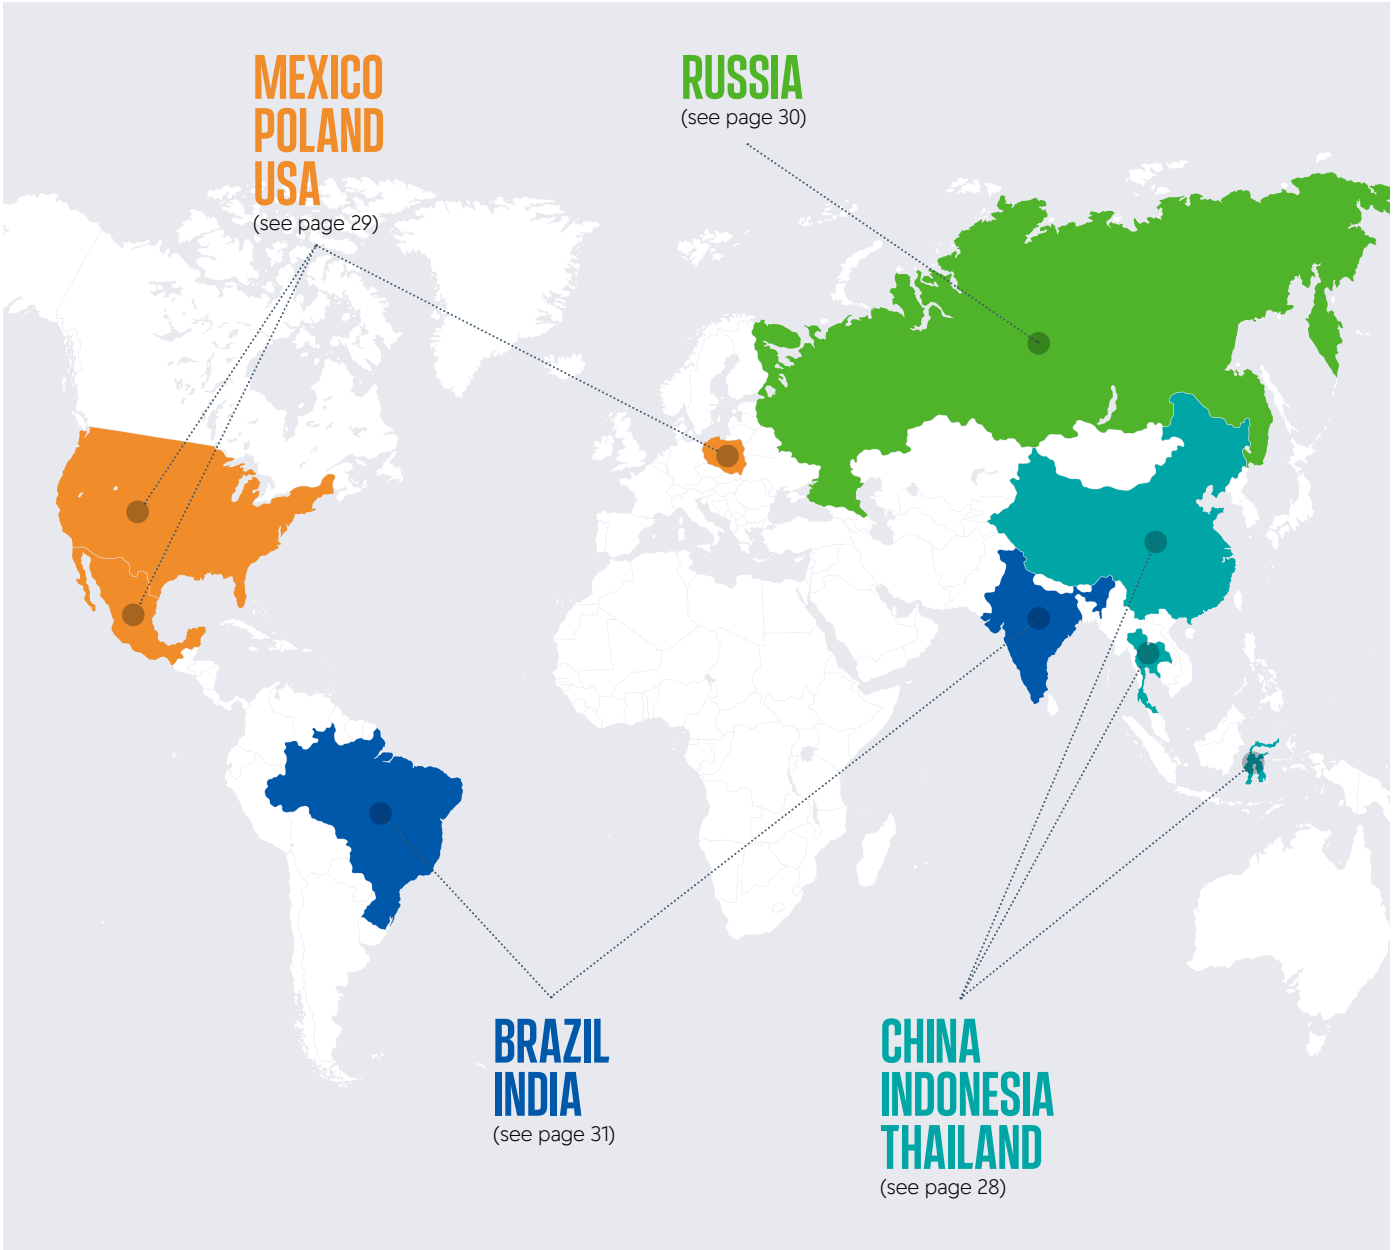 MEXICO
POLAND
USA
(see page 29)
RUSSIA
(see page 30)
BRAZIL
INDIA
(see page 31)
CHINA
INDONESIA
THAILAND
(see page 28)